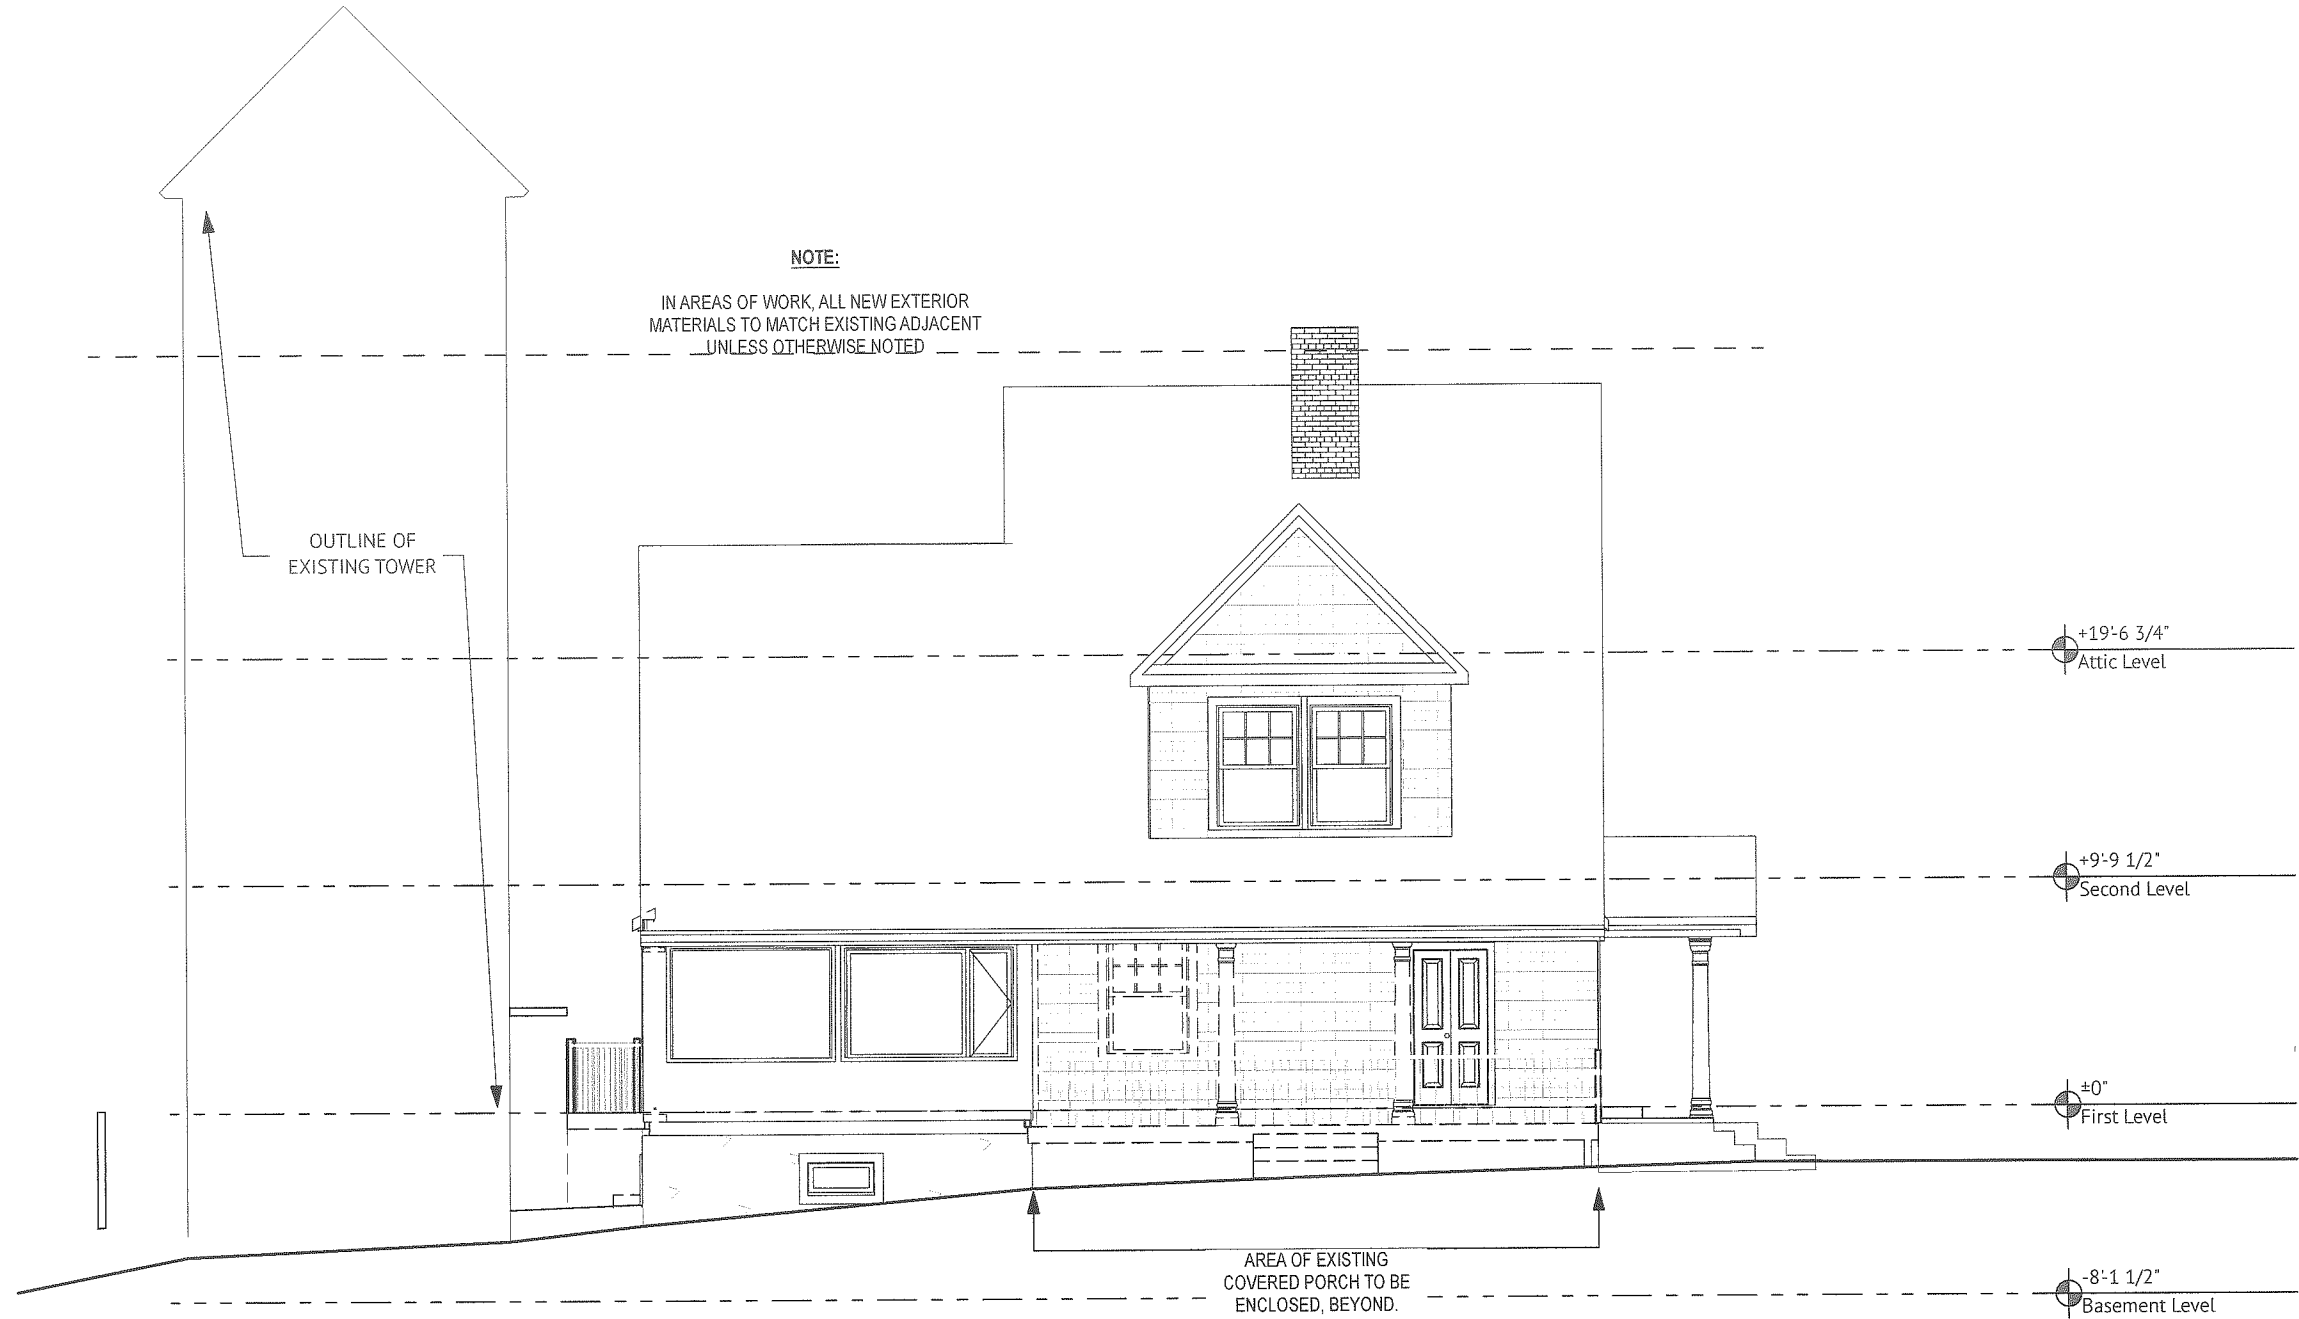 NOTE:
IN AREAS OF WORK, ALL NEW EXTERIOR
MATERIALS TO MATCH EXISTING ADJACENT
UNLESS OTHERWISE NOTED
OUTLINE OF
EXISTING TOWER
+19'-6 3/4"
Attic Level
+9'-9 1/2"
Second Level
±0"
First Level
AREA OF EXISTING
COVERED PORCH TO BE
ENCLOSED, BEYOND.
-8'-1 1/2"
Basement Level